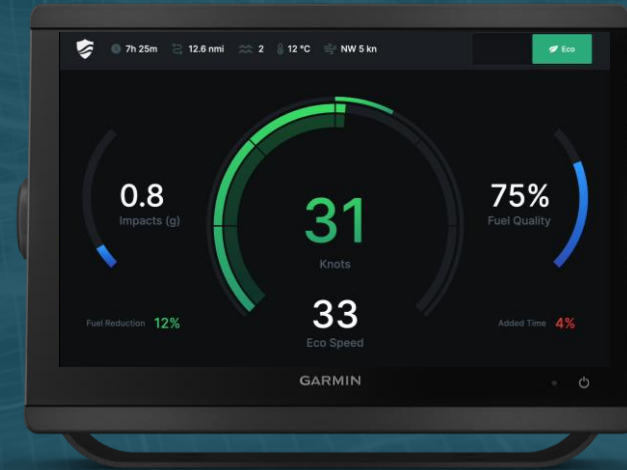 7h 25m 12.6 nmi 2 12 °C NW 5 kn Eco
0.8
Impacts (g)
31
Knots
75%
Fuel Quality
33
Eco Speed
Fuel Reduction 12%
Added Time 4%
GARMIN